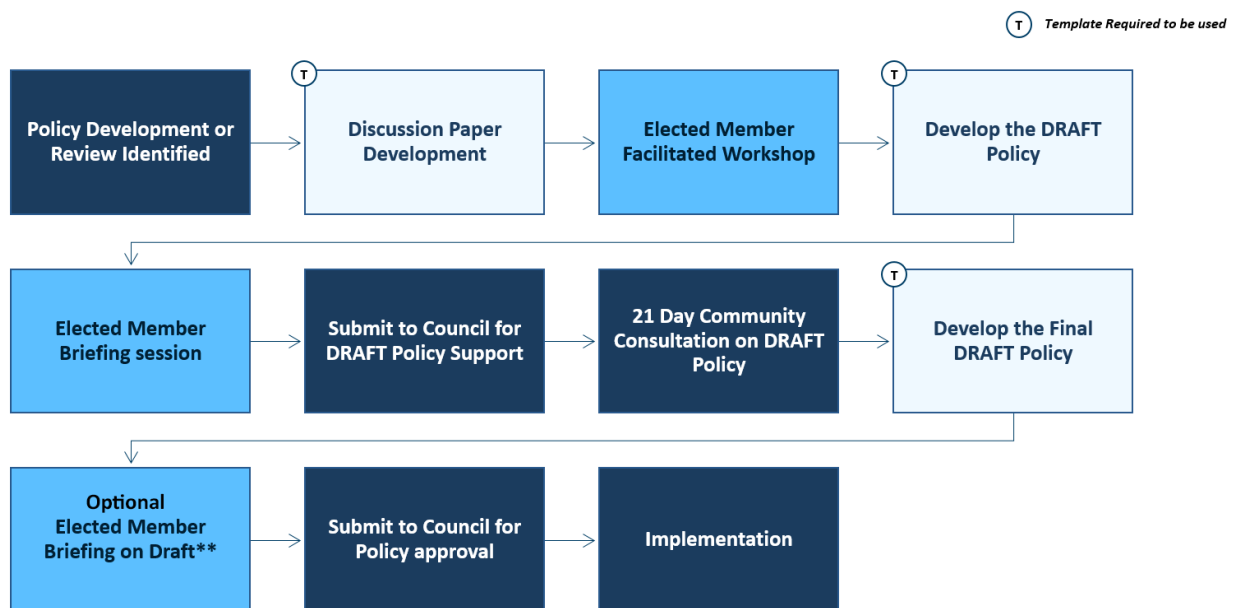 T Template Required to be used
T
T
Policy Development or
Review Identified
Discussion Paper
Development
Elected Member
Facilitated Workshop
Develop the DRAFT
Policy
T
Elected Member
Briefing session
Submit to Council for
DRAFT Policy Support
21 Day Community
Consultation on DRAFT
Policy
Develop the Final
DRAFT Policy
Optional
Elected Member
Briefing on Draft**
Submit to Council for
Policy approval
Implementation